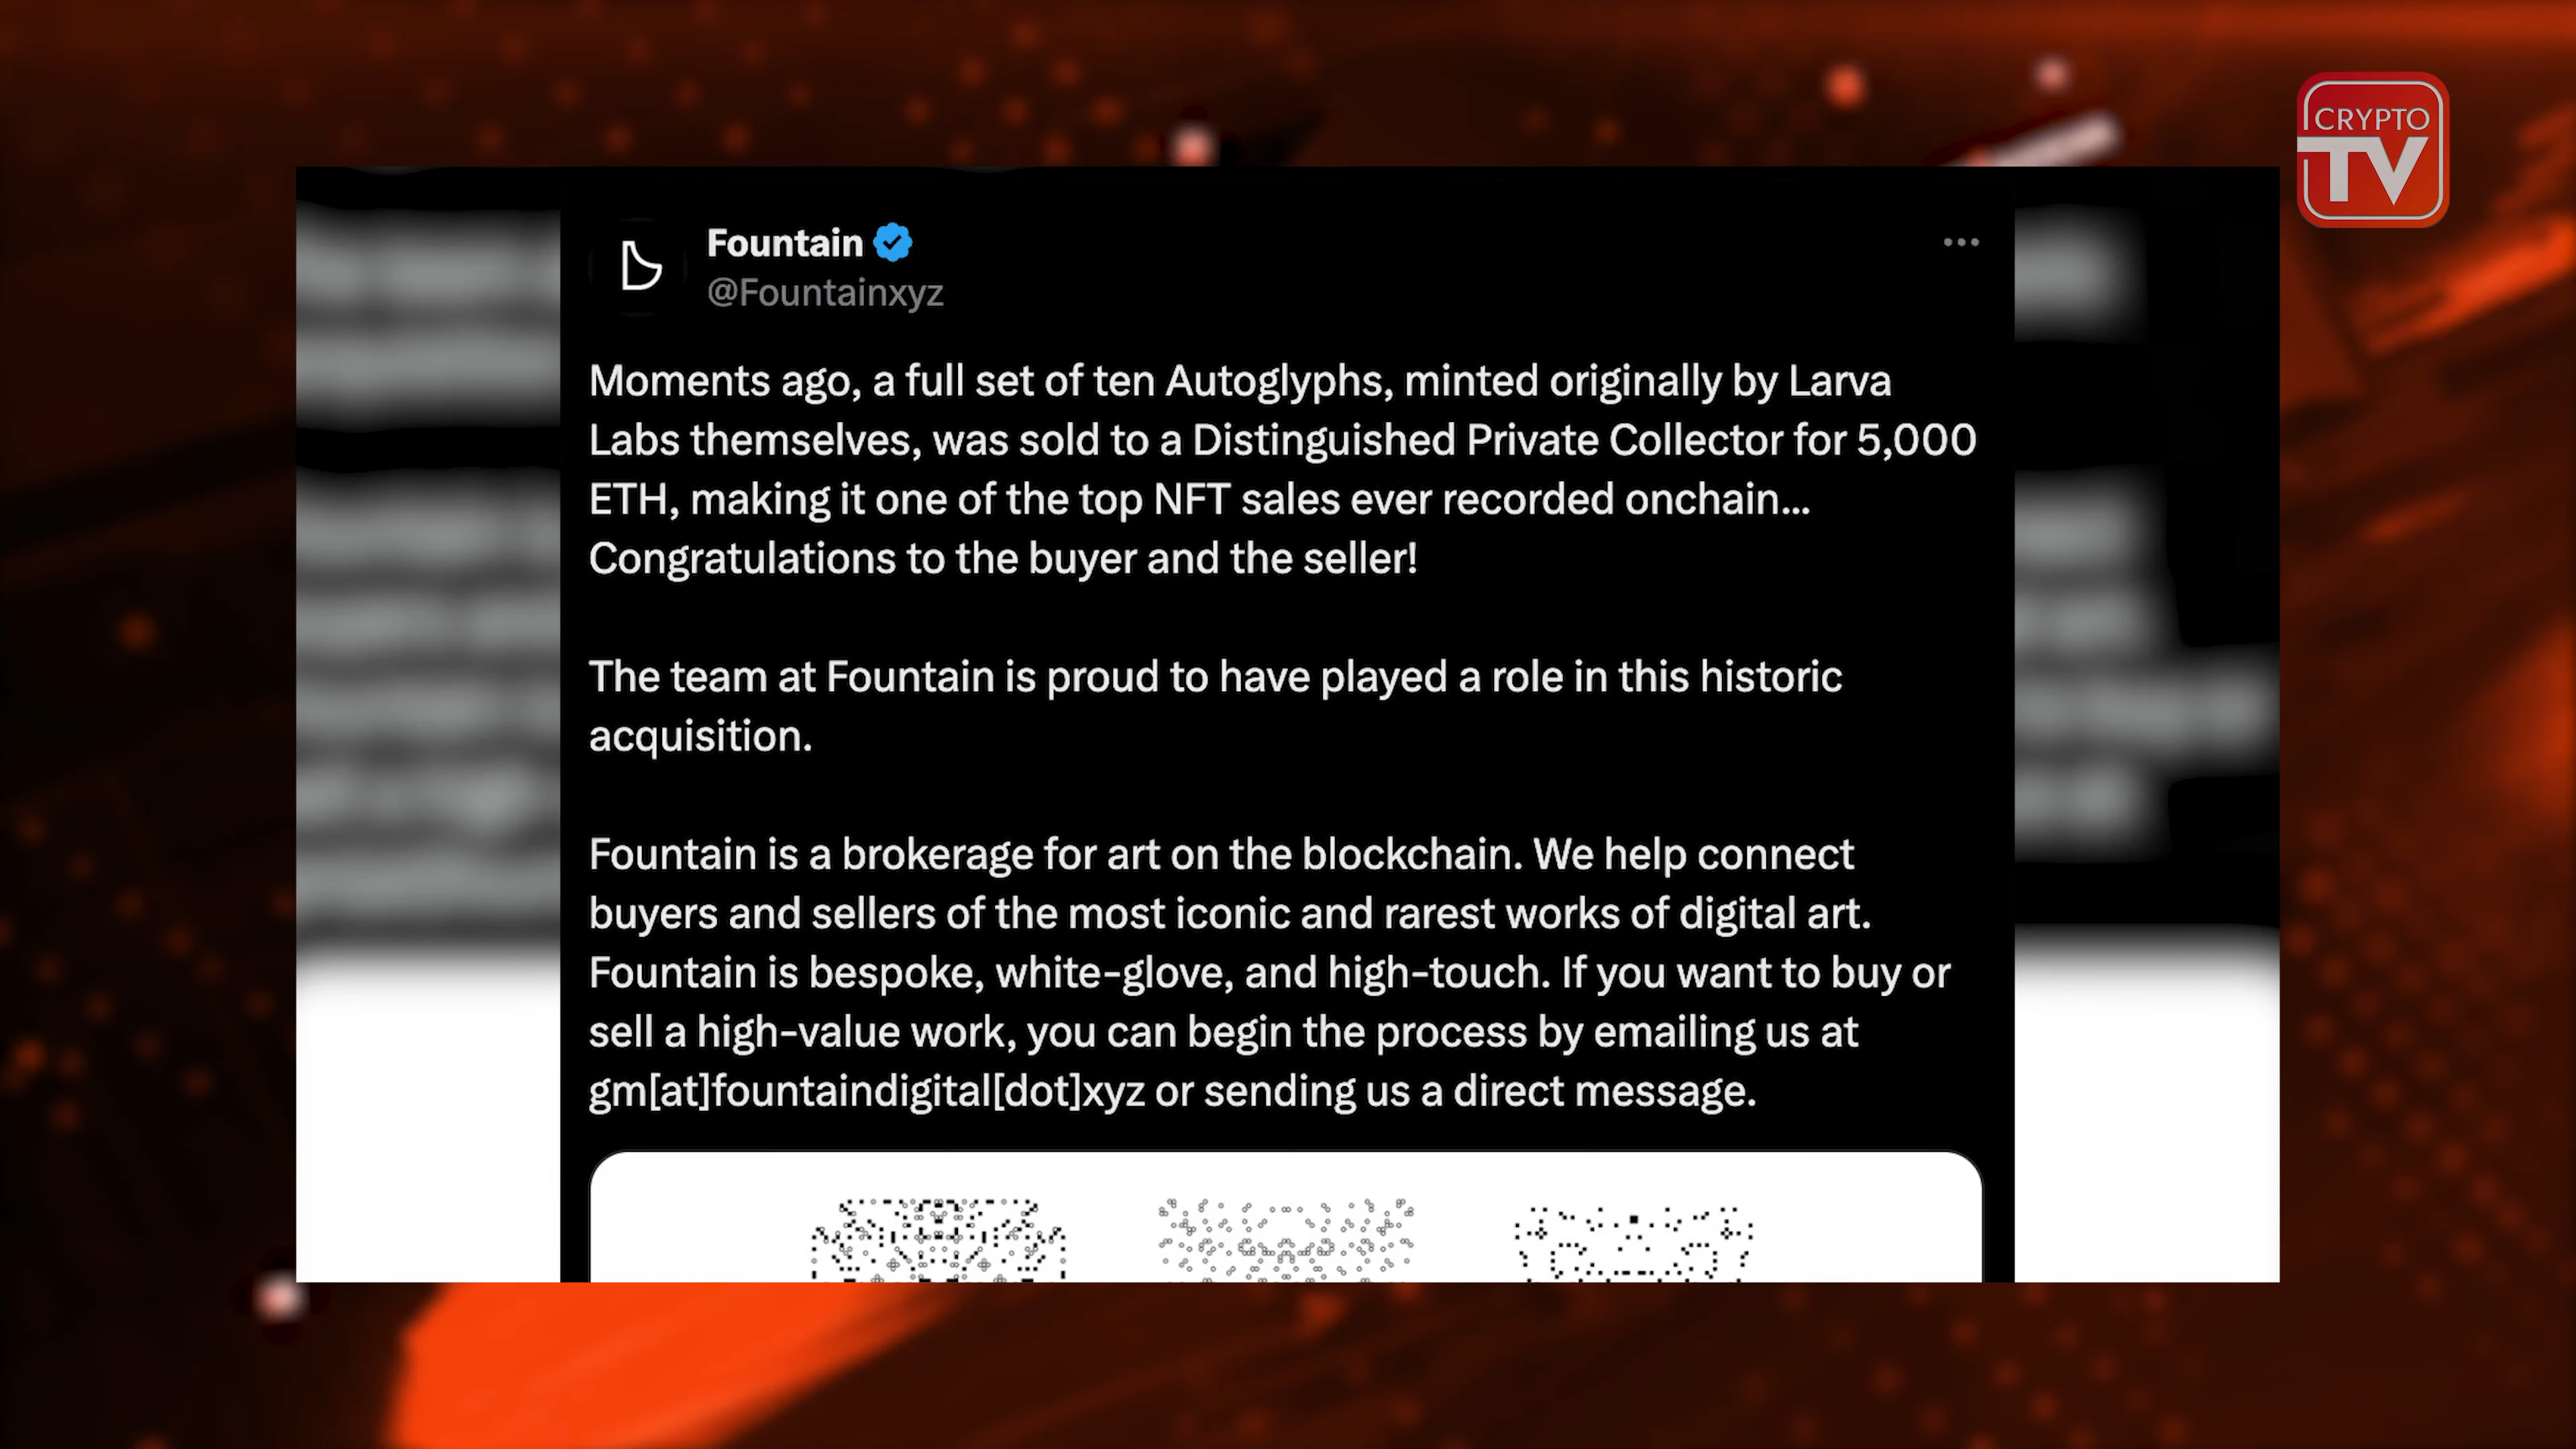 CRYPTO
TV
Fountain
@Fountainxyz
Moments ago, a full set of ten Autoglyphs, minted originally by Larva
Labs themselves, was sold to a Distinguished Private Collector for 5,000
ETH, making it one of the top NFT sales ever recorded onchain...
Congratulations to the buyer and the seller!
The team at Fountain is proud to have played a role in this historic
acquisition.
Fountain is a brokerage for art on the blockchain. We help connect
buyers and sellers of the most iconic and rarest works of digital art.
Fountain is bespoke, white-glove, and high-touch. If you want to buy or
sell a high-value work, you can begin the process by emailing us at
gm[at]fountaindigital[dot]xyz or sending us a direct message.